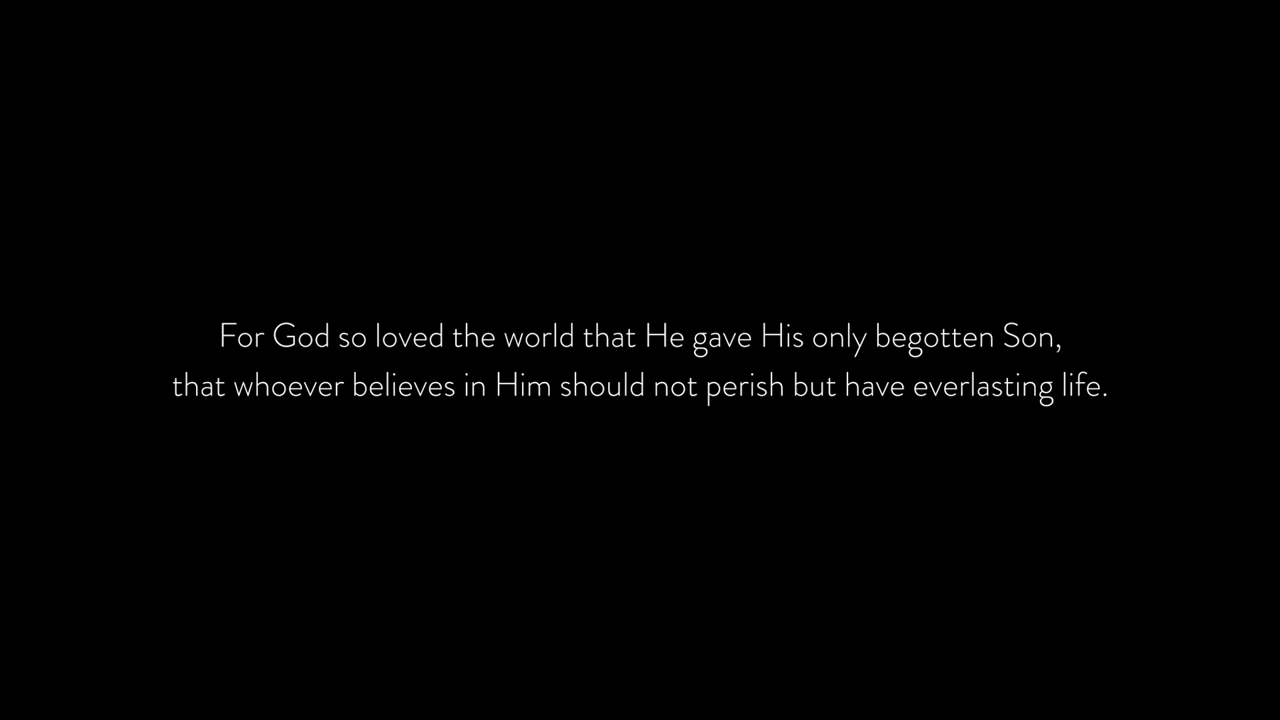 For God so loved the world that He gave His only begotten Son,
that whoever believes in Him should not perish but have everlasting life.